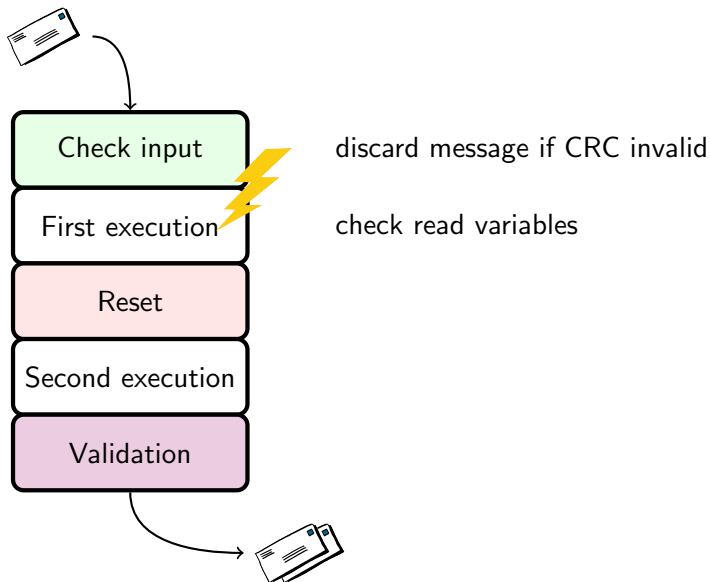 Check input
discard message if CRC invalid
First execution
check read variables
Reset
Second execution
Validation